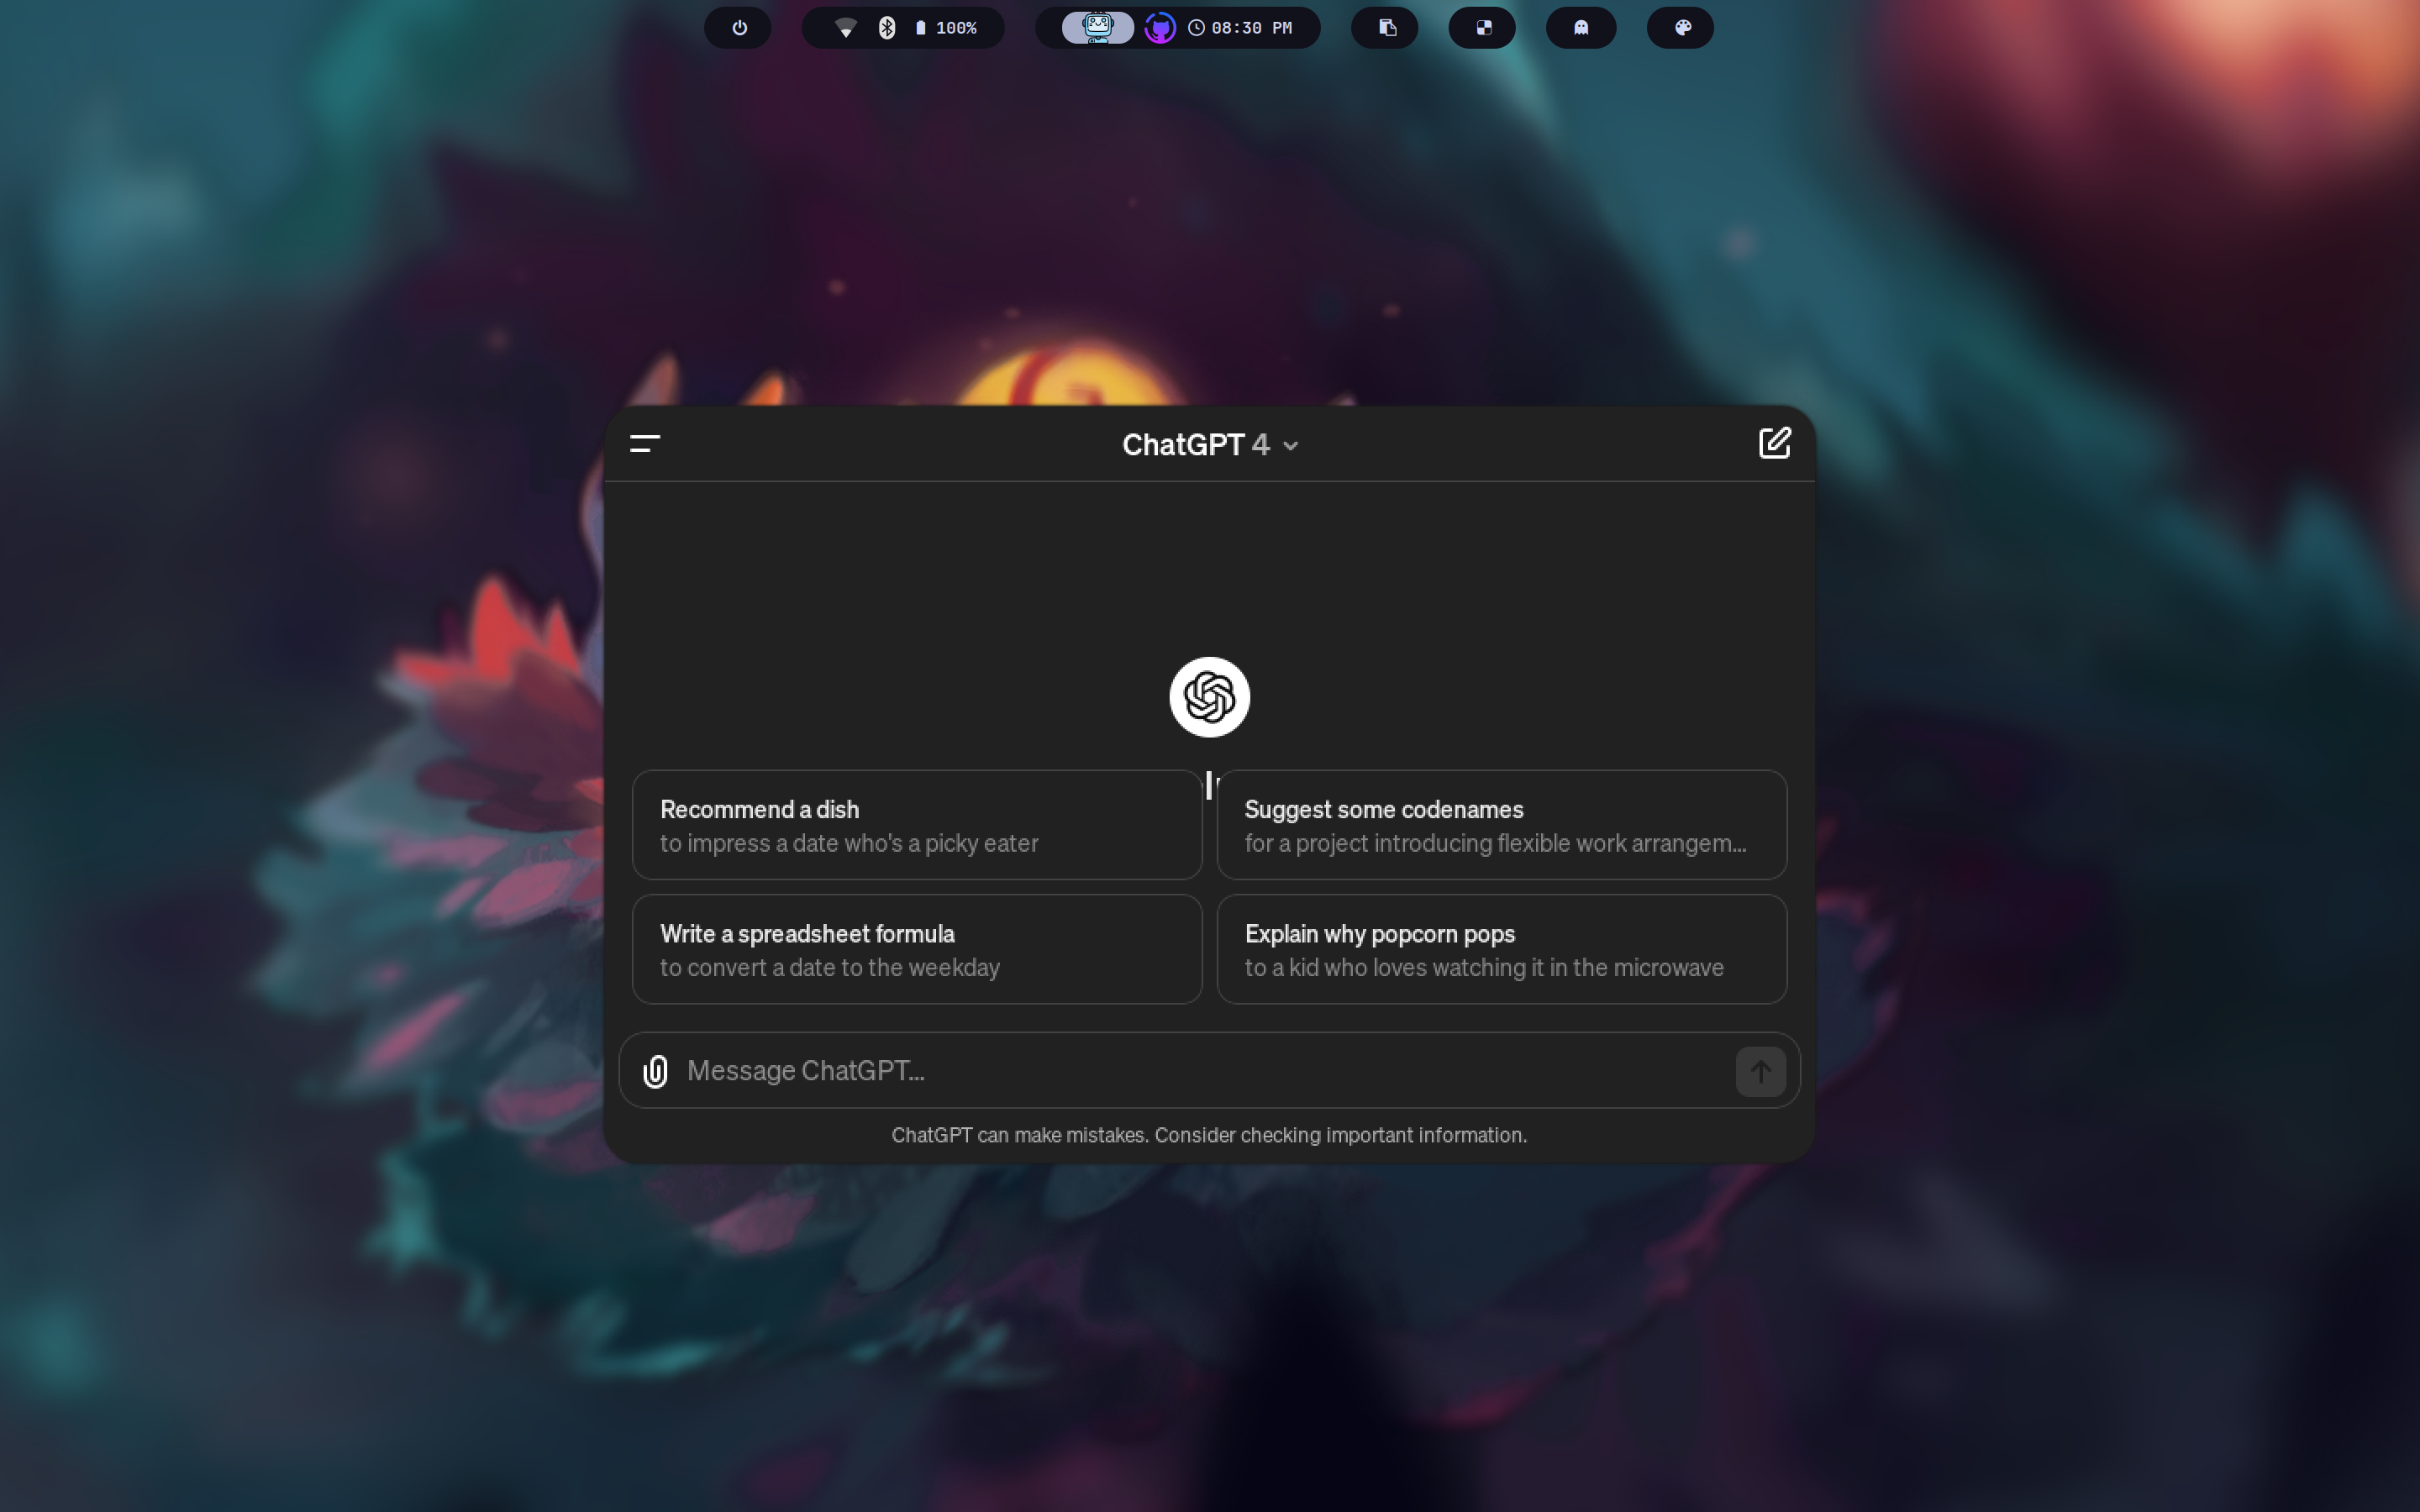 100%
08:30 PM
ChatGPT 4
Recommend a dish
to impress a date who's a picky eater
Suggest some codenames
for a project introducing flexible work arrangem...
Write a spreadsheet formula
to convert a date to the weekday
Explain why popcorn pops
to a kid who loves watching it in the microwave
Message ChatGPT...
ChatGPT can make mistakes. Consider checking important information.